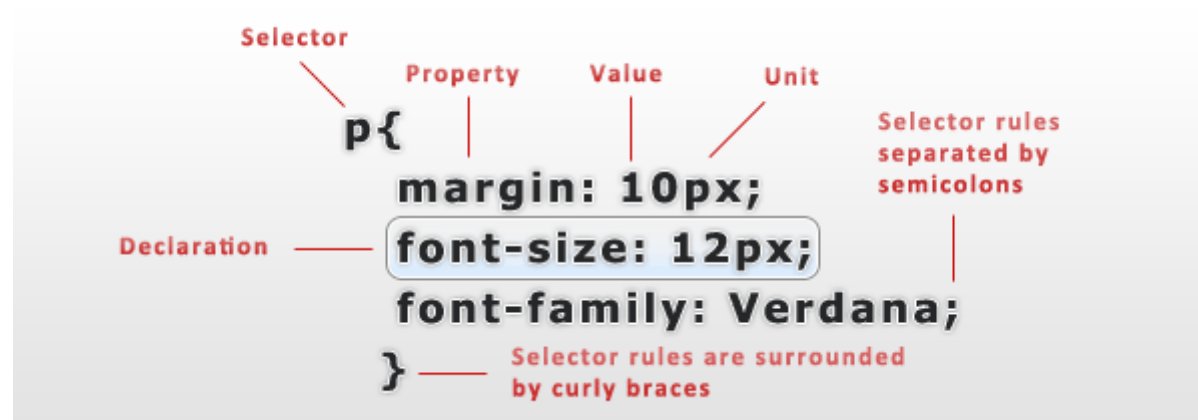 Selector
Property Value Unit
p{
Selector rules
separated by
semicolons
margin: 10px;
Declaration font-size: 12px;
font-family: Verdana;
} Selector rules are surrounded
by curly braces